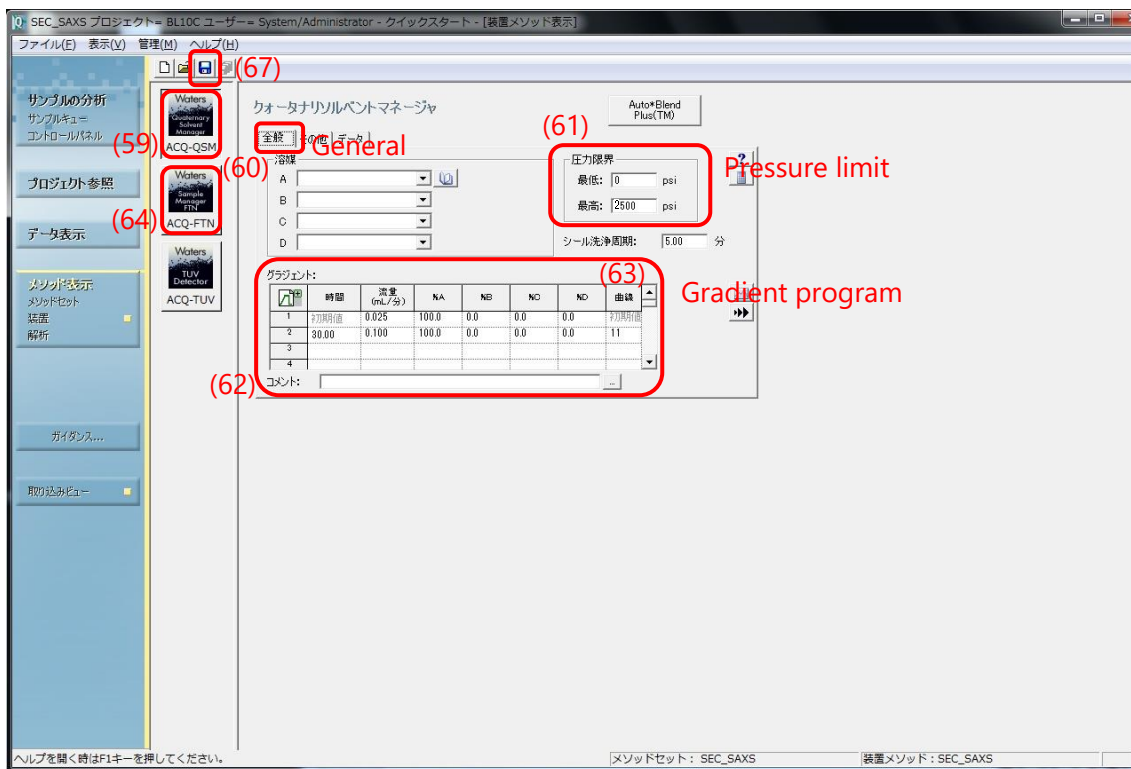 SEC_SAXS プロジェクト= BL10C ユーザー= System/Administrator - クイックスタート - [装置メソッド表示]
ファイル(F) 表示(V) 管理(M) ヘルプ(H)
(67)
サンプルの分析
サンプルキュー
コントロールパネル
プロジェクト参照
データ表示
メソッド表示
メソッドセット
装置
解析
ガイダンス...
取り込みビュー
(59)
Waters
Quaternary
Solvent
Manager
ACQ-QSM
(64)
Waters
Sample
Manager
FTN
ACQ-FTN
Waters
TUV
Detector
ACQ-TUV
クォータナリソルベントマネージャ
Auto*Blend
Plus(TM)
(60)
全般 その他 データ
General
溶媒
A
B
C
D
(61)
圧力限界
最低: 0 psi
最高: 2500 psi
Pressure limit
シール洗浄周期: 5.00 分
?
グラジェント:
(63)
Gradient program
時間 流量 (mL/分) %A %B %C %D 曲線
1 初期値 0.025 100.0 0.0 0.0 0.0 初期値
2 30.00 0.100 100.0 0.0 0.0 0.0 11
3
4
(62)
コメント: ...
ヘルプを開く時はF1キーを押してください。
メソッドセット: SEC_SAXS
装置メソッド: SEC_SAXS